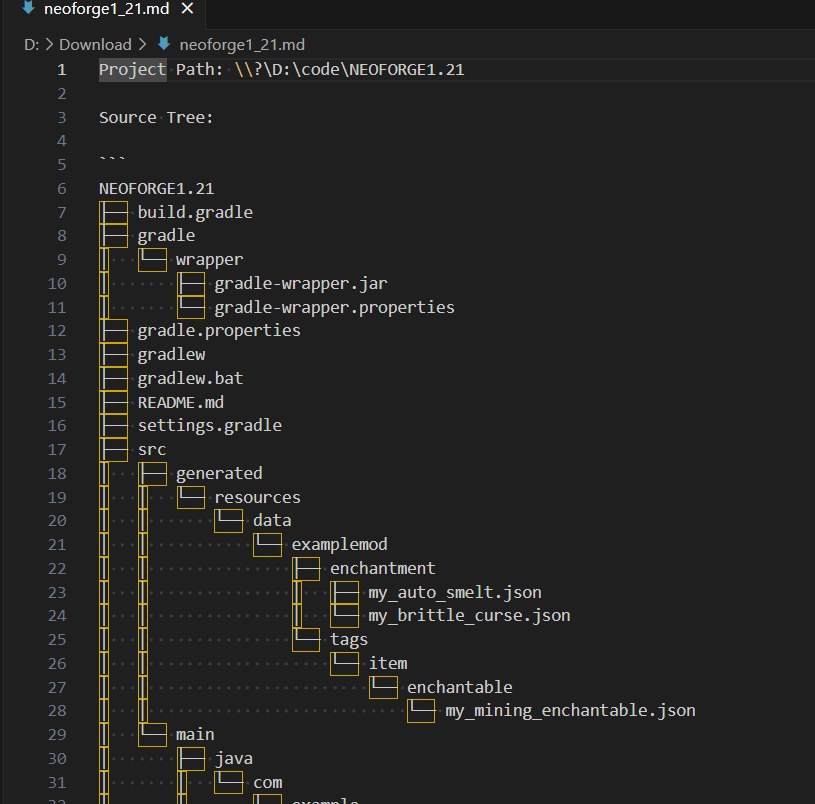 neoforge1_21.md ×
D: > Download > neoforge1_21.md
1 Project Path: \\?\D:\code\NEOFORGE1.21
2
3 Source Tree:
4
5 ```
6 NEOFORGE1.21
7 ├── build.gradle
8 ├── gradle
9 │   └── wrapper
10 │       ├── gradle-wrapper.jar
11 │       └── gradle-wrapper.properties
12 ├── gradle.properties
13 ├── gradlew
14 ├── gradlew.bat
15 ├── README.md
16 ├── settings.gradle
17 ├── src
18 │   ├── generated
19 │   │   └── resources
20 │   │       └── data
21 │   │           └── examplemod
22 │   │               ├── enchantment
23 │   │               │   ├── my_auto_smelt.json
24 │   │               │   └── my_brittle_curse.json
25 │   │               └── tags
26 │   │                   └── item
27 │   │                       └── enchantable
28 │   │                           └── my_mining_enchantable.json
29 │   └── main
30 │       ├── java
31 │       │   └── com
32 │       │       └── example